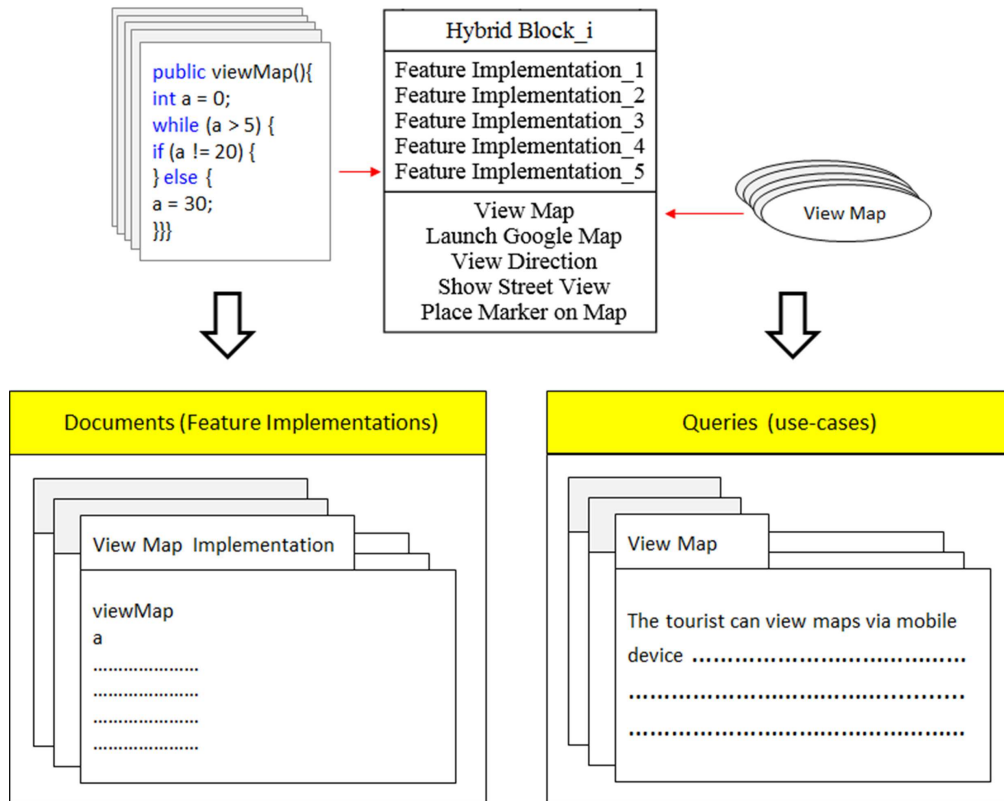 public viewMap(){
int a = 0;
while (a > 5) {
if (a != 20) {
} else {
a = 30;
}}}
Hybrid Block_i
Feature Implementation_1
Feature Implementation_2
Feature Implementation_3
Feature Implementation_4
Feature Implementation_5
View Map
Launch Google Map
View Direction
Show Street View
Place Marker on Map
View Map
Documents (Feature Implementations)
View Map Implementation
viewMap
a
.....................
.....................
.....................
.....................
Queries (use-cases)
View Map
The tourist can view maps via mobile
device ......................................
..............................................
..............................................